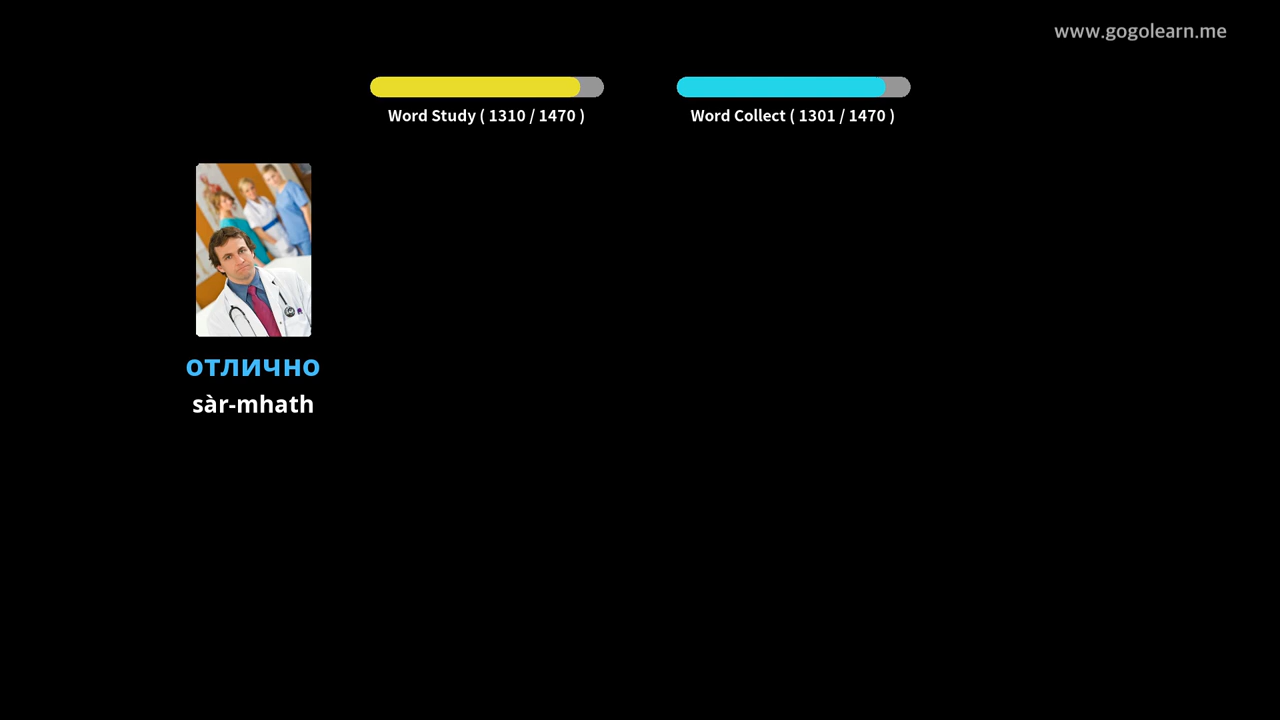 www.gogolearn.me
Word Study ( 1310 / 1470 )
Word Collect ( 1301 / 1470 )
отлично
sàr-mhath